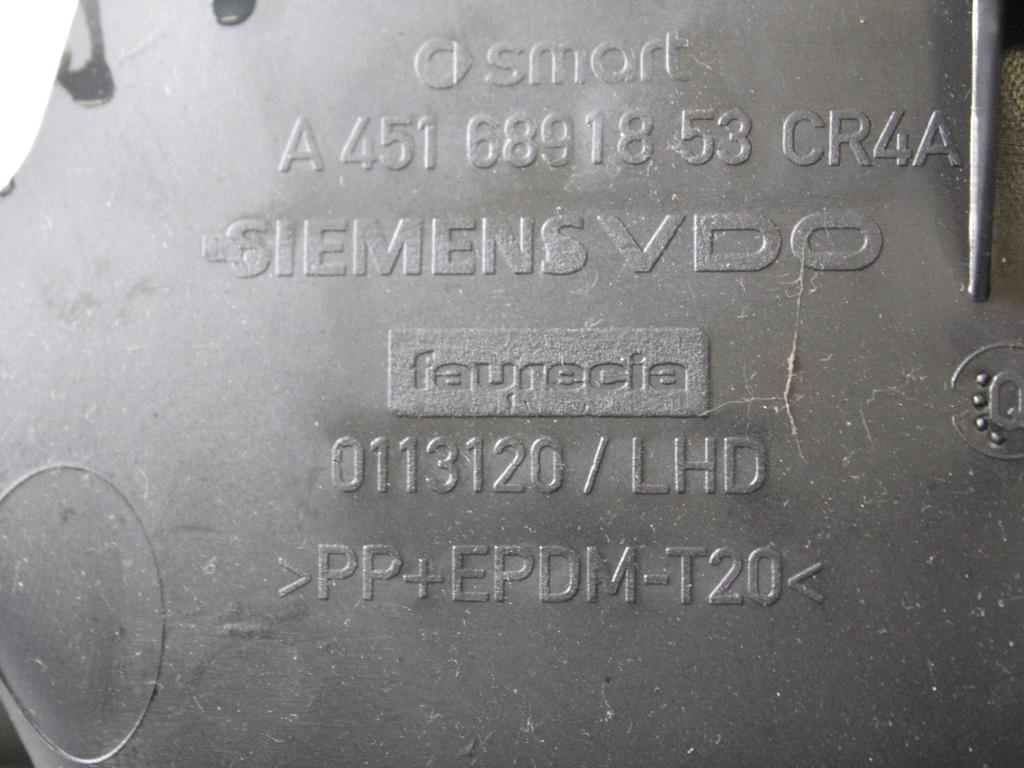 smart
A 451 68918 53 CR4A
SIEMENS VDO
faurecia
0113120 / LHD
>PP+EPDM-T20<
Q